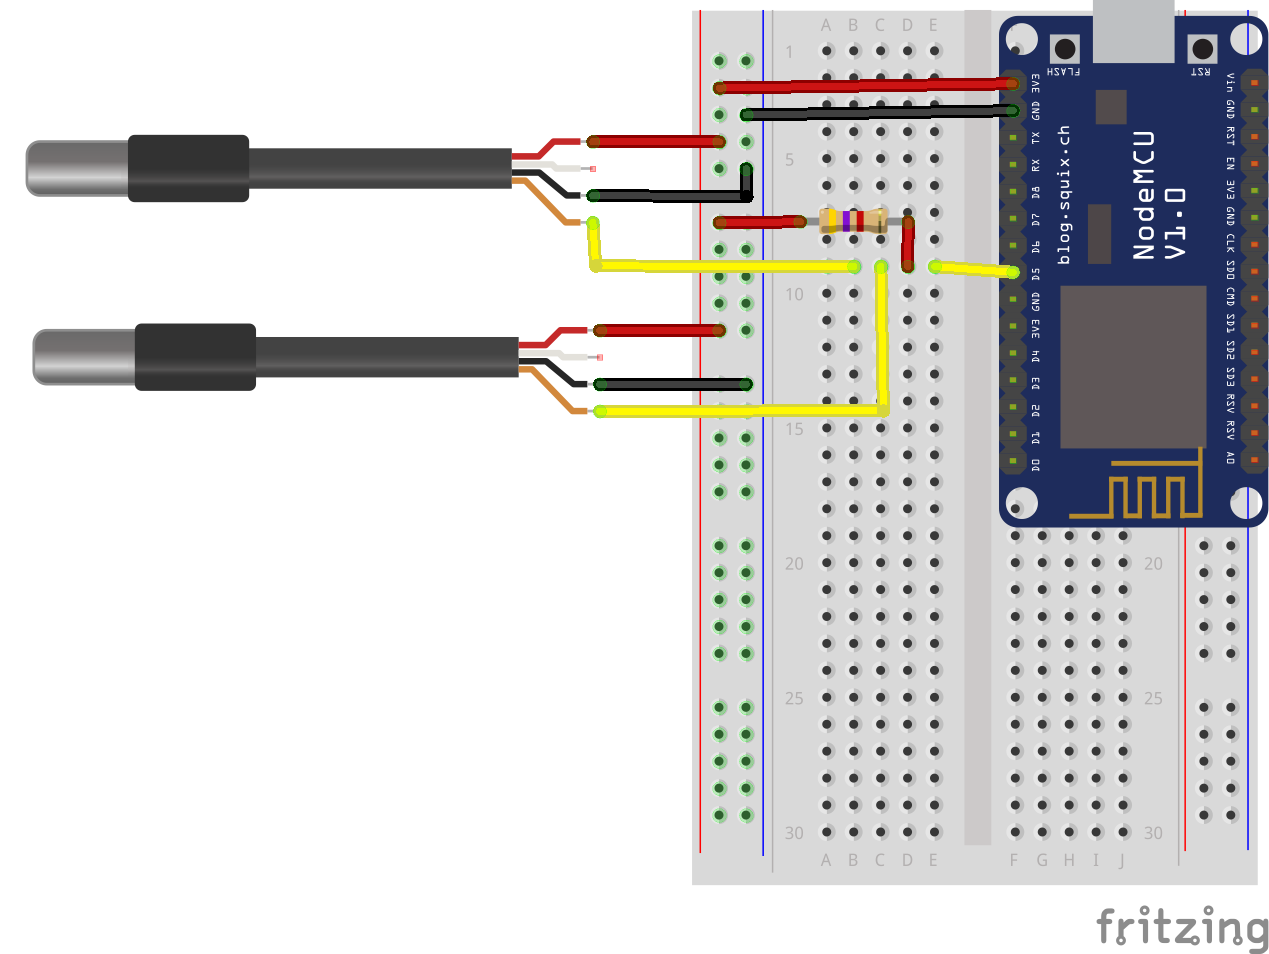 A B C D E
1
5
10
15
20
25
30
A B C D E
F G H I J
20
25
30
FLASH
RST
3V3
GND
TX
RX
D8
D7
D6
D5
GND
3V3
D4
D3
D2
D1
D0
blog.squix.ch
NodeMCU
V1.0
Vin
GND
RST
EN
3V3
GND
CLK
SD0
CMD
SD1
SD2
SD3
RSV
RSV
A0
fritzing